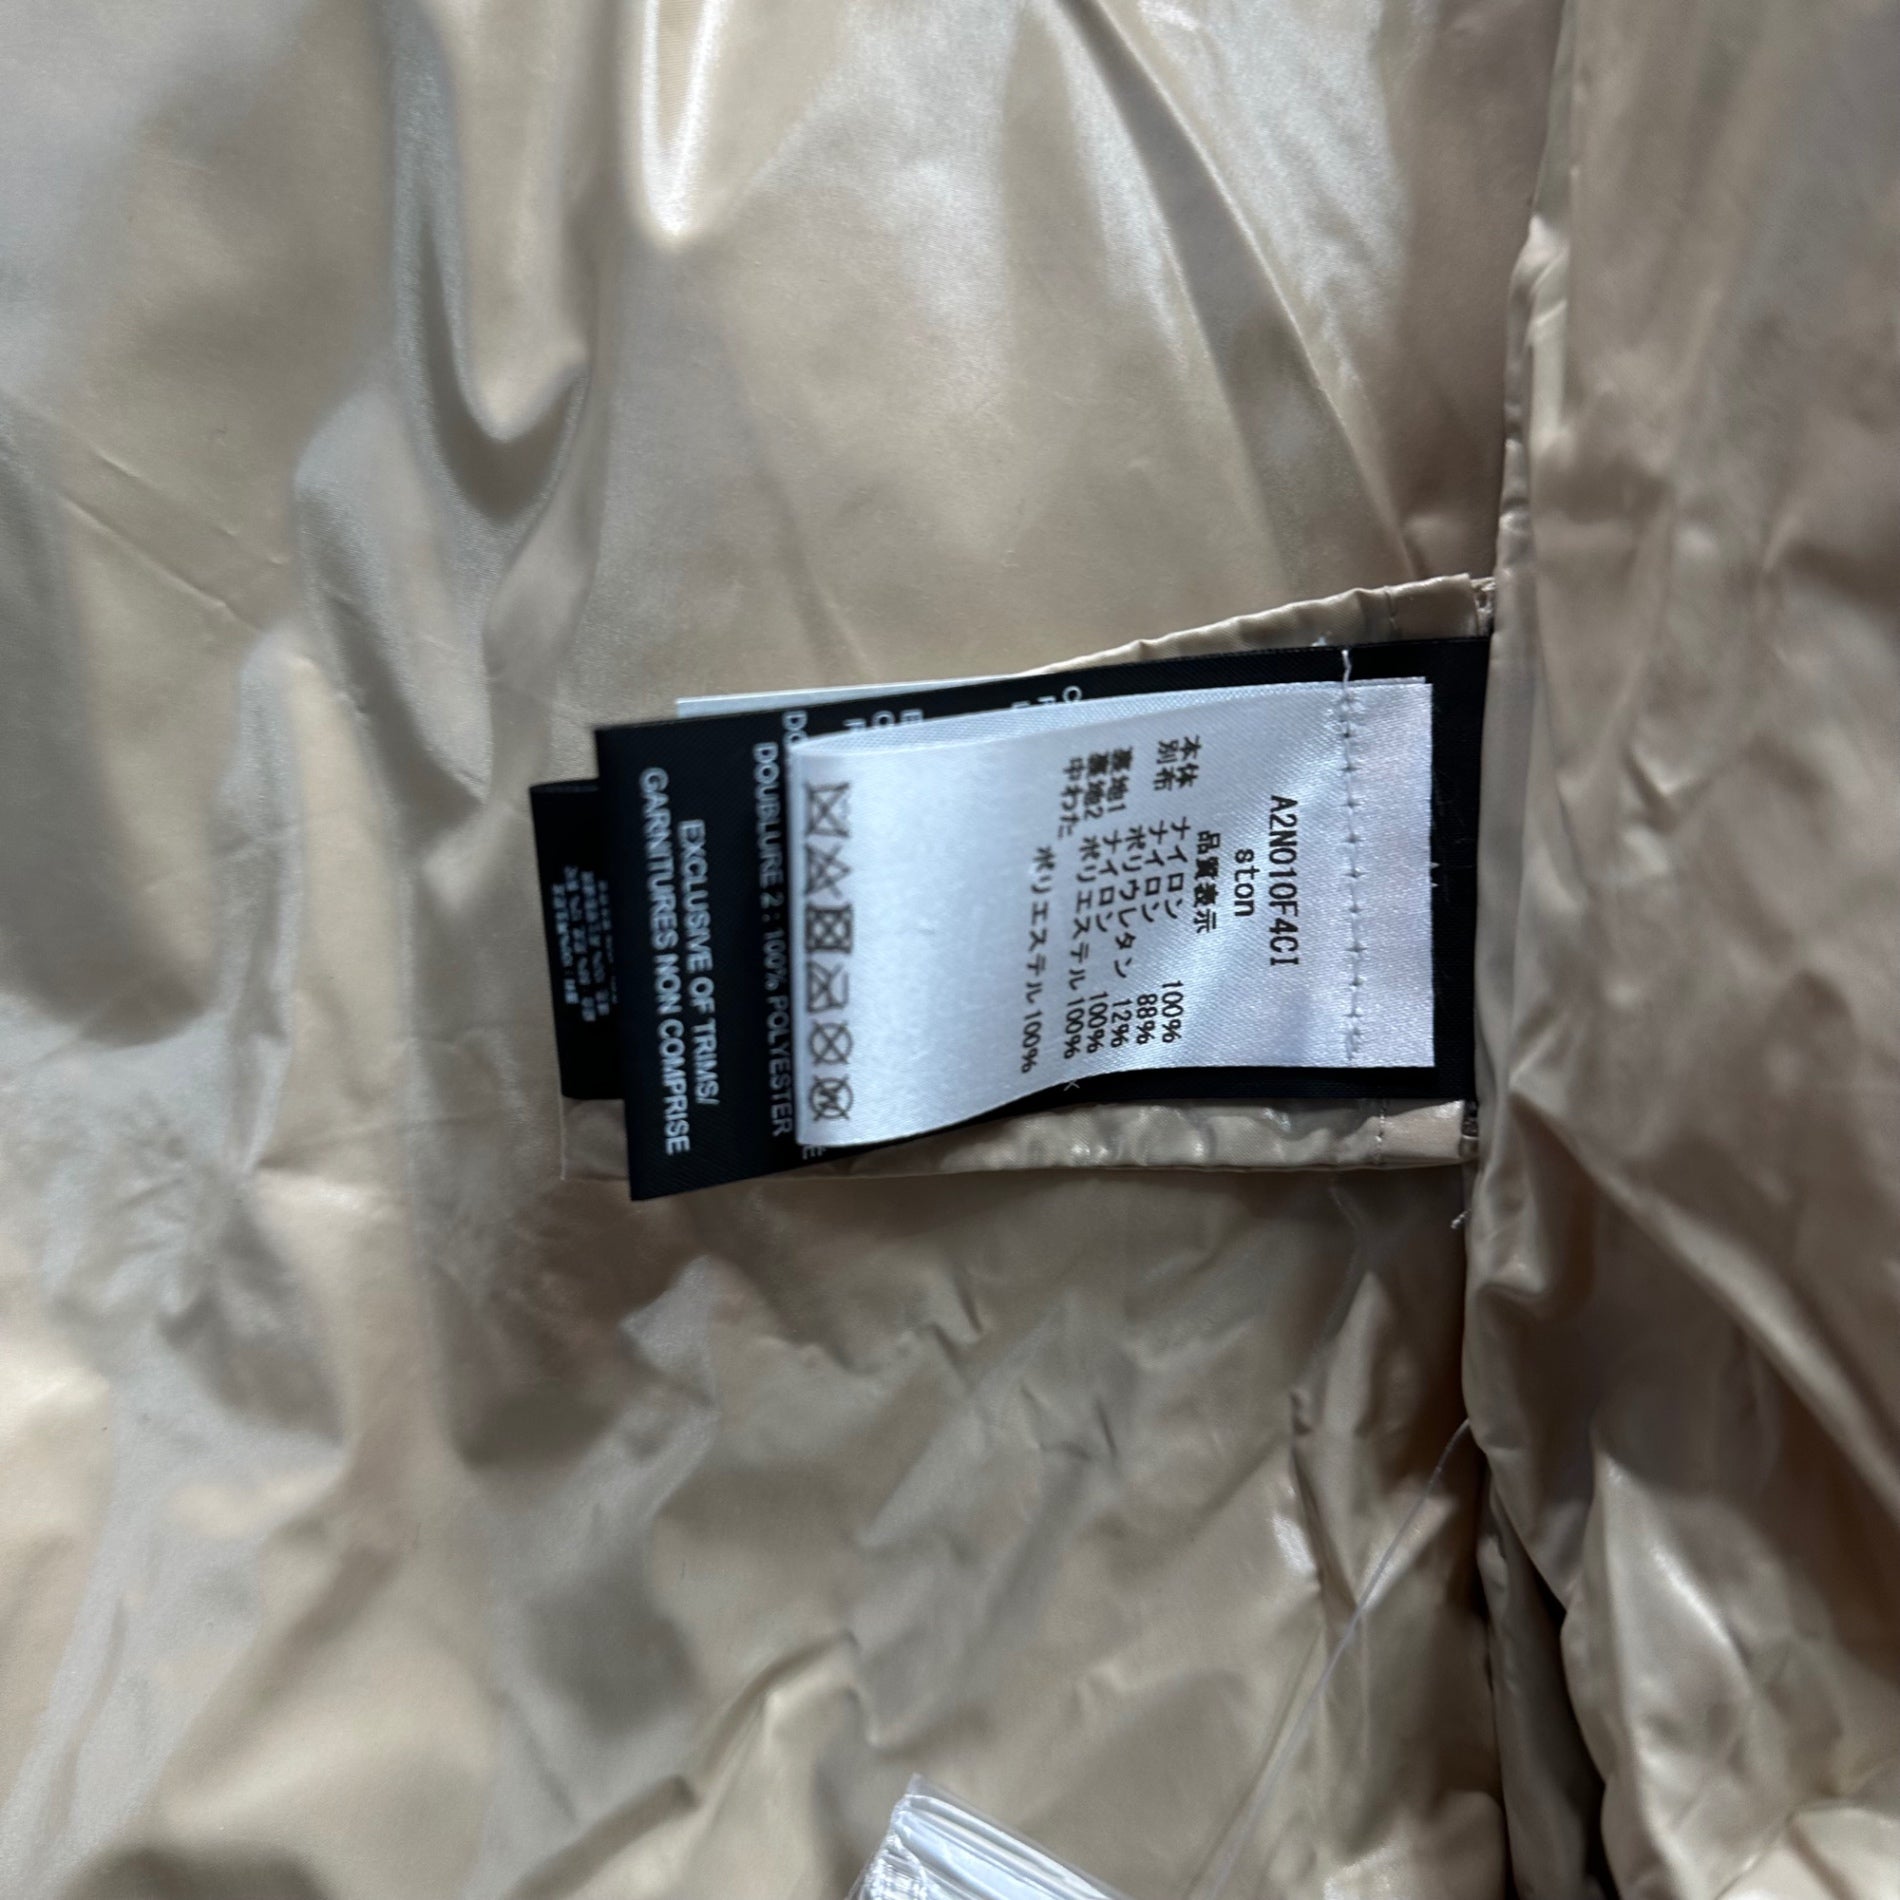 A2N010F4CI
ston
品質表示
本体 ナイロン 100%
別布 ナイロン 88%
ポリウレタン 12%
裏地1 ナイロン 100%
裏地2 ポリエステル 100%
中わた ポリエステル 100%
DOUBLURE 2 : 100% POLYESTER
EXCLUSIVE OF TRIMS/
GARNITURES NON COMPRISE